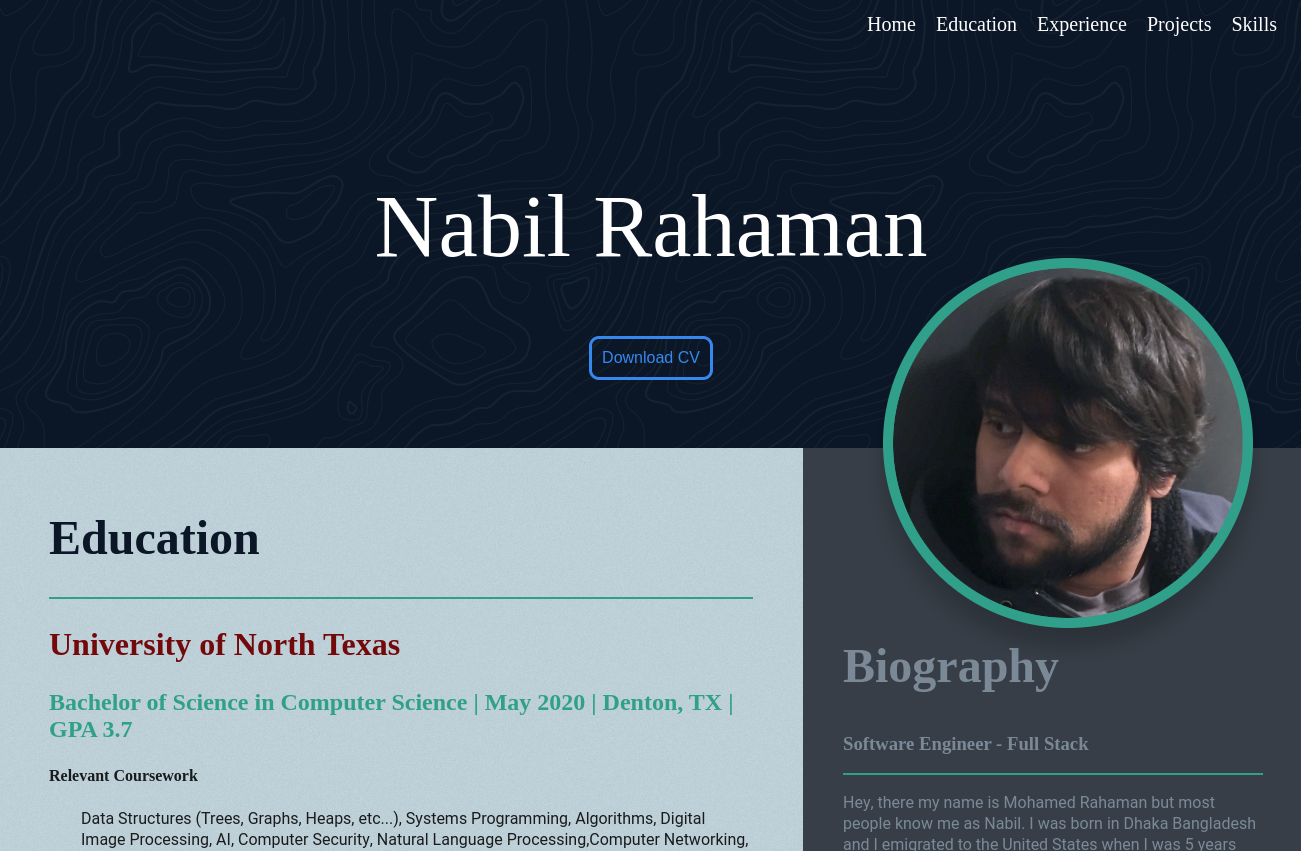 Home Education Experience Projects Skills
Nabil Rahaman
Download CV
Education
University of North Texas
Bachelor of Science in Computer Science | May 2020 | Denton, TX |
GPA 3.7
Relevant Coursework
Data Structures (Trees, Graphs, Heaps, etc...), Systems Programming, Algorithms, Digital
Image Processing, AI, Computer Security, Natural Language Processing,Computer Networking,
Biography
Software Engineer - Full Stack
Hey, there my name is Mohamed Rahaman but most
people know me as Nabil. I was born in Dhaka Bangladesh
and I emigrated to the United States when I was 5 years